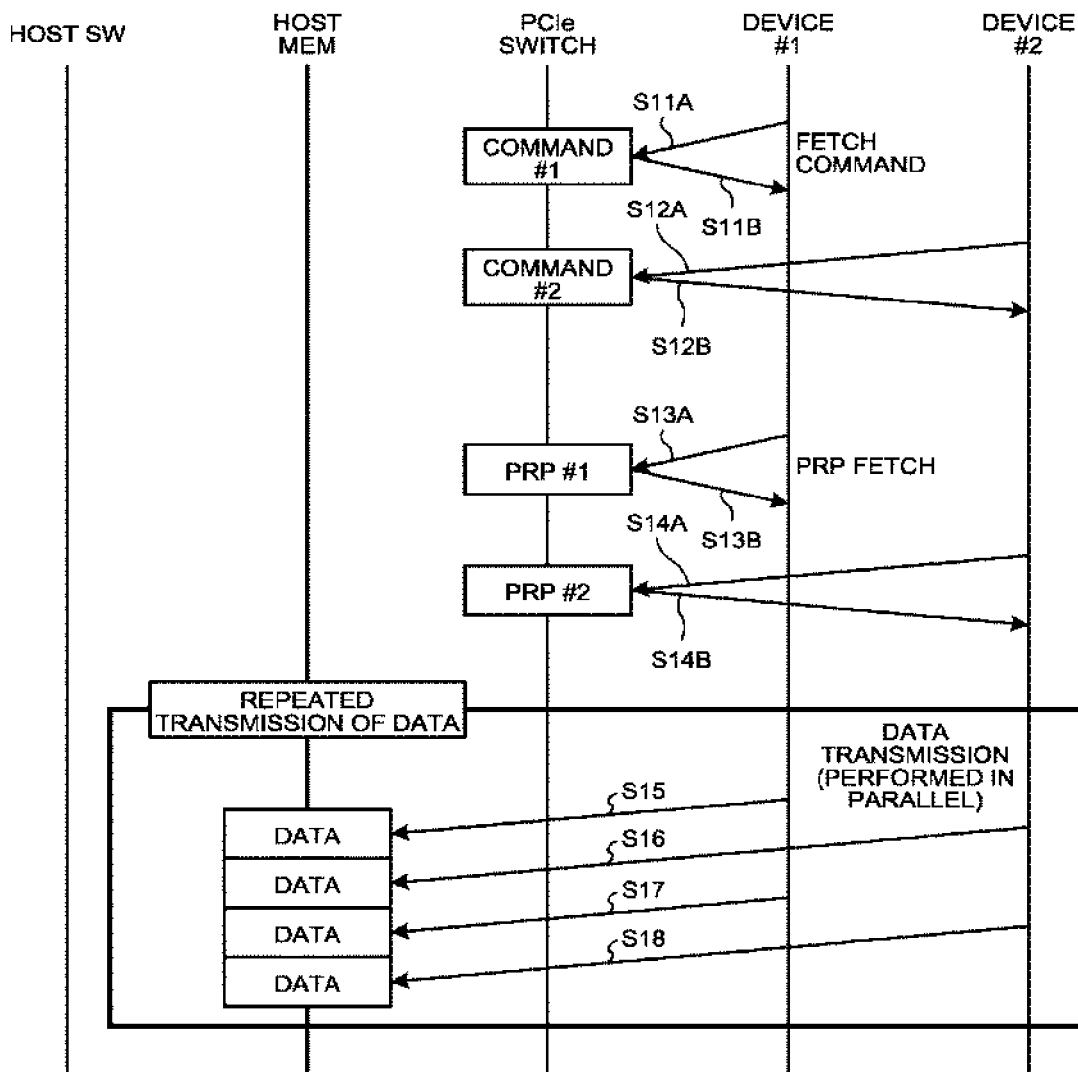 HOST SW
HOST
MEM
PCIe
SWITCH
DEVICE
#1
DEVICE
#2
S11A
COMMAND
#1
FETCH
COMMAND
S11B
S12A
COMMAND
#2
S12B
S13A
PRP #1
PRP FETCH
S13B
S14A
PRP #2
S14B
REPEATED
TRANSMISSION OF DATA
DATA
TRANSMISSION
(PERFORMED IN
PARALLEL)
S15
DATA
S16
DATA
S17
DATA
S18
DATA